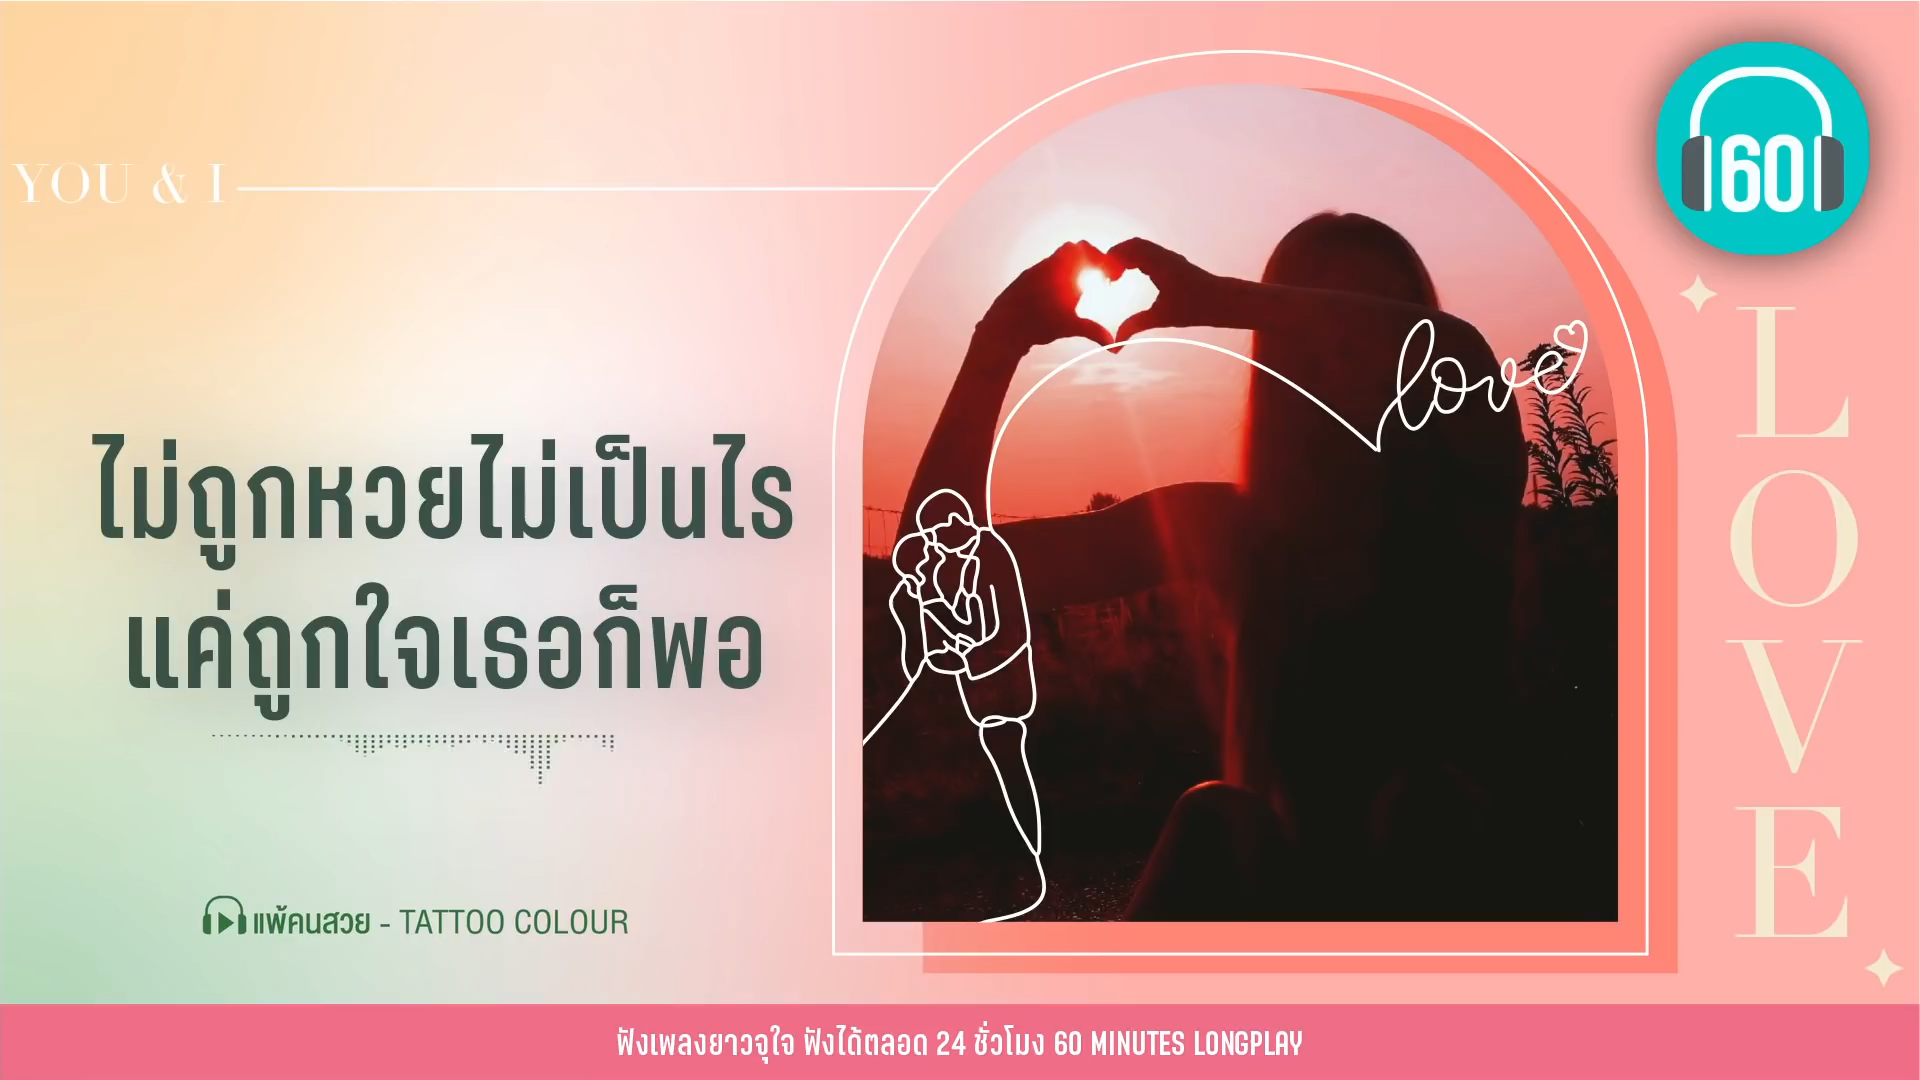 YOU & I
60
love
LOVE
ไม่ถูกหวยไม่เป็นไร
แค่ถูกใจเธอก็พอ
แพ้คนสวย - TATTOO COLOUR
ฟังเพลงยาวจุใจ ฟังได้ตลอด 24 ชั่วโมง 60 MINUTES LONGPLAY